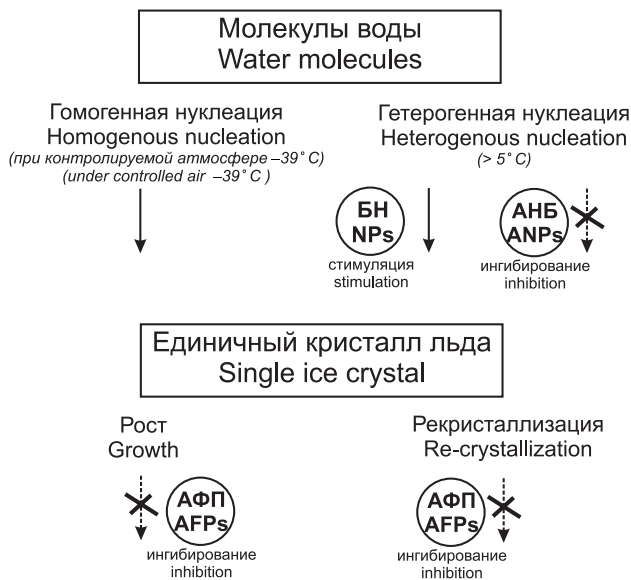 Молекулы воды
Water molecules
Гомогенная нуклеация
Homogenous nucleation
(при контролируемой атмосфере –39˚ C)
(under controlled air –39˚ C )
Гетерогенная нуклеация
Heterogenous nucleation
(> 5˚ C)
БН
NPs
стимуляция
stimulation
АНБ
ANPs
ингибирование
inhibition
Единичный кристалл льда
Single ice crystal
Рост
Growth
АФП
AFPs
ингибирование
inhibition
Рекристаллизация
Re-crystallization
АФП
AFPs
ингибирование
inhibition